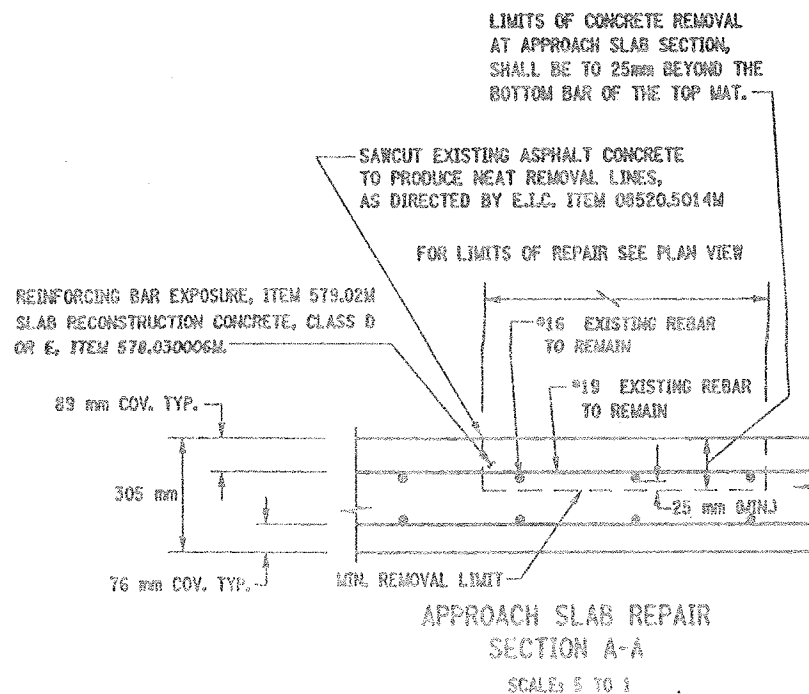 LIMITS OF CONCRETE REMOVAL
AT APPROACH SLAB SECTION,
SHALL BE TO 25mm BEYOND THE
BOTTOM BAR OF THE TOP MAT.
SAWCUT EXISTING ASPHALT CONCRETE
TO PRODUCE NEAT REMOVAL LINES,
AS DIRECTED BY E.I.C. ITEM 08520.5014M
FOR LIMITS OF REPAIR SEE PLAN VIEW
REINFORCING BAR EXPOSURE, ITEM 579.02M
SLAB RECONSTRUCTION CONCRETE, CLASS D
OR E, ITEM 578.030006M.
#16 EXISTING REBAR
TO REMAIN
#19 EXISTING REBAR
TO REMAIN
89 mm COV. TYP.
305 mm
25 mm (MIN.)
76 mm COV. TYP.
MIN. REMOVAL LIMIT
APPROACH SLAB REPAIR
SECTION A-A
SCALE: 5 TO 1